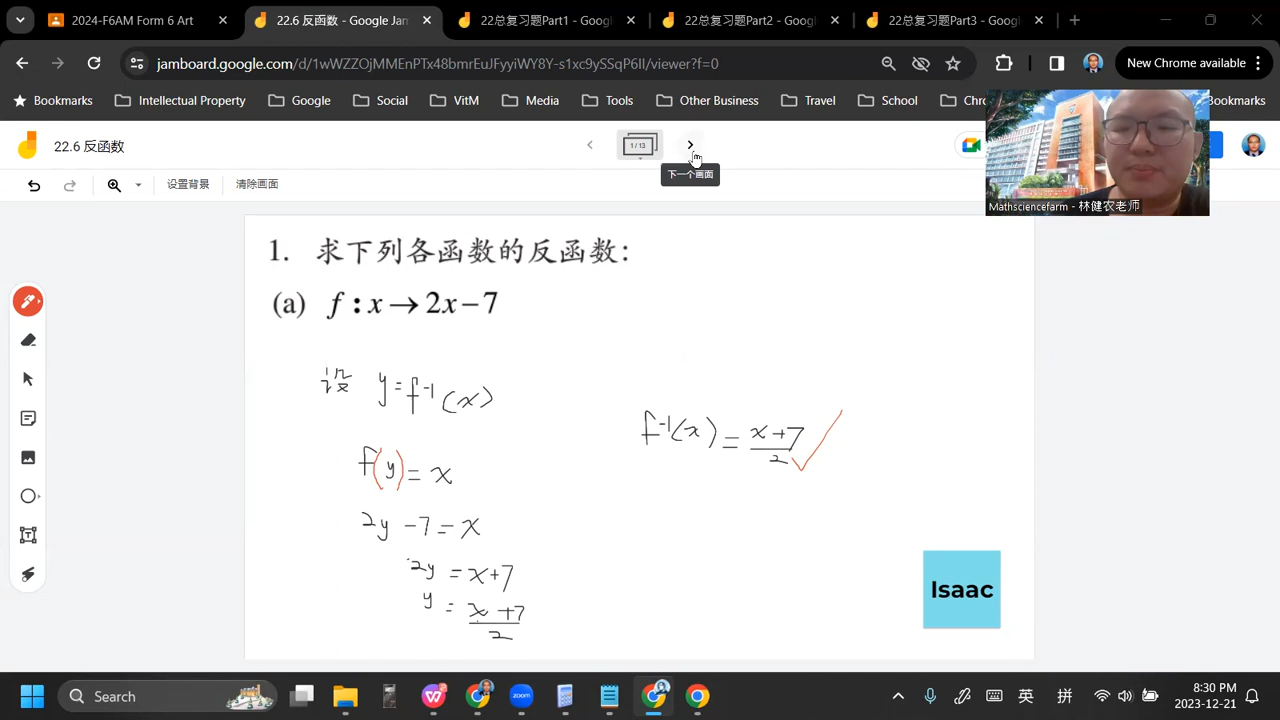 2024-F6AM Form 6 Art
22.6 反函数 - Google Jam
22总复习题Part1 - Googl
22总复习题Part2 - Googl
22总复习题Part3 - Googl
jamboard.google.com/d/1wWZZOjMMEnPTx48bmrEuJFyyiWY8Y-s1xc9ySSqP6II/viewer?f=0
New Chrome available
Bookmarks
Intellectual Property
Google
Social
VitM
Media
Tools
Other Business
Travel
School
Chr
Bookmarks
22.6 反函数
1 / 13
下一个画面
设置背景
清除画面
Mathsciencefarm - 林健农老师
1. 求下列各函数的反函数：
(a) f : x → 2x − 7
设 y = f⁻¹(x)
f(y) = x
2y − 7 = x
2y = x + 7
y = (x + 7)/2
f⁻¹(x) = (x + 7)/2
Isaac
Search
英
拼
8:30 PM
2023-12-21